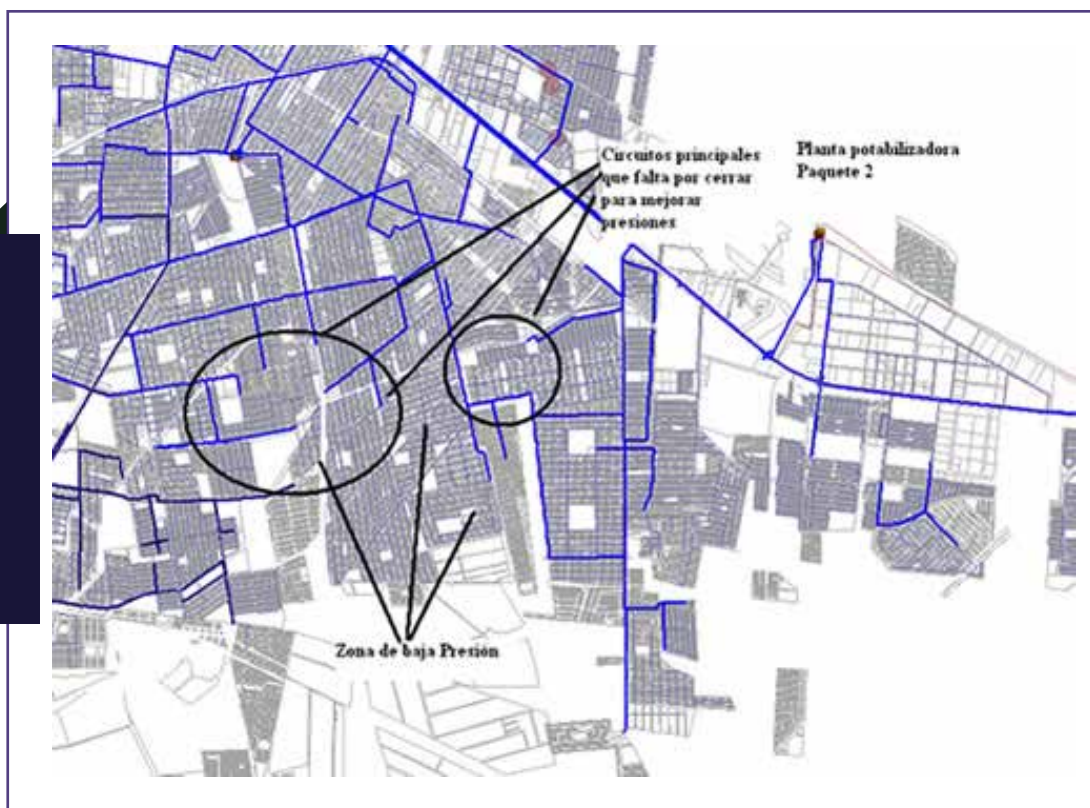 Circuitos principales
que falta por cerrar
para mejorar
presiones
Planta potabilizadora
Paquete 2
Zona de baja Presión